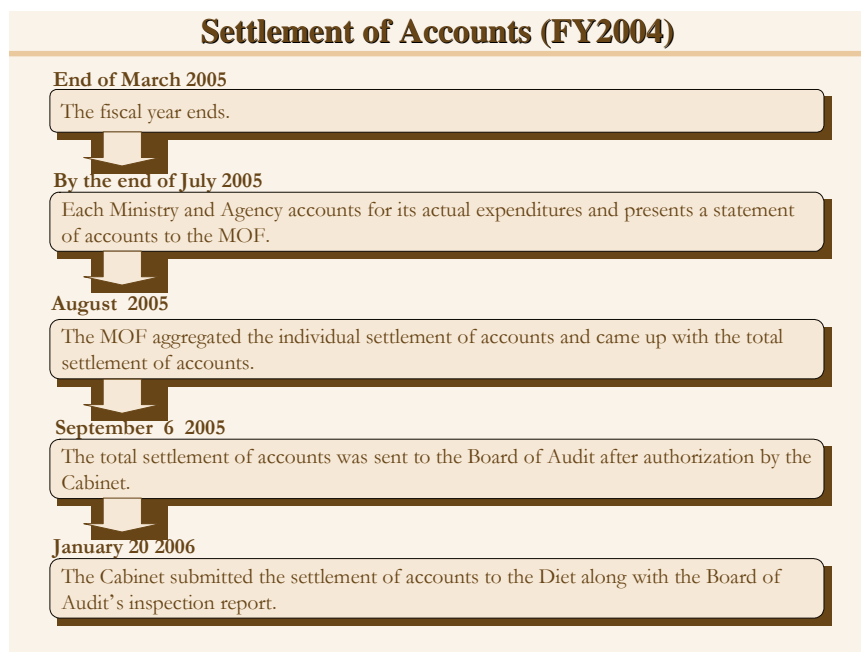 Settlement of Accounts (FY2004)
End of March 2005
The fiscal year ends.
By the end of July 2005
Each Ministry and Agency accounts for its actual expenditures and presents a statement
of accounts to the MOF.
August 2005
The MOF aggregated the individual settlement of accounts and came up with the total
settlement of accounts.
September 6 2005
The total settlement of accounts was sent to the Board of Audit after authorization by the
Cabinet.
January 20 2006
The Cabinet submitted the settlement of accounts to the Diet along with the Board of
Audit’s inspection report.